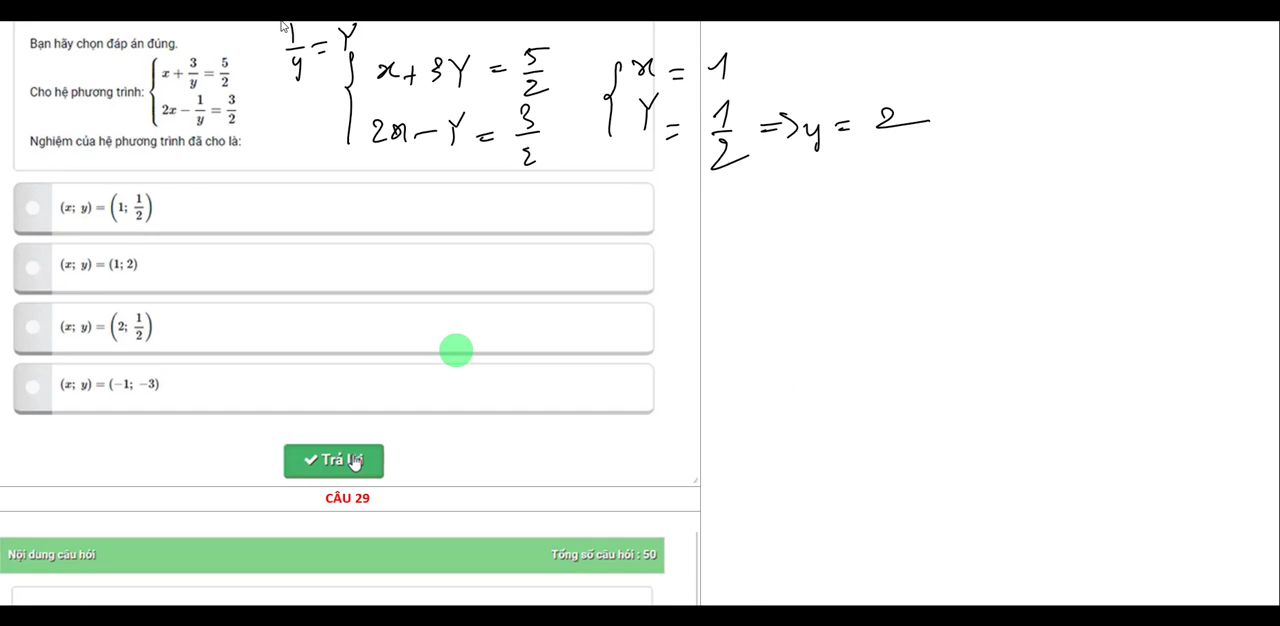 Bạn hãy chọn đáp án đúng.
Cho hệ phương trình: { x + 3/y = 5/2
2x − 1/y = 3/2
Nghiệm của hệ phương trình đã cho là:
1/y = Y
{ x + 3Y = 5/2
2x − Y = 3/2
{ x = 1
Y = 1/2 => y = 2
(x; y) = (1; 1/2)
(x; y) = (1; 2)
(x; y) = (2; 1/2)
(x; y) = (−1; −3)
✓ Trả lời
CÂU 29
Nội dung câu hỏi
Tổng số câu hỏi : 50